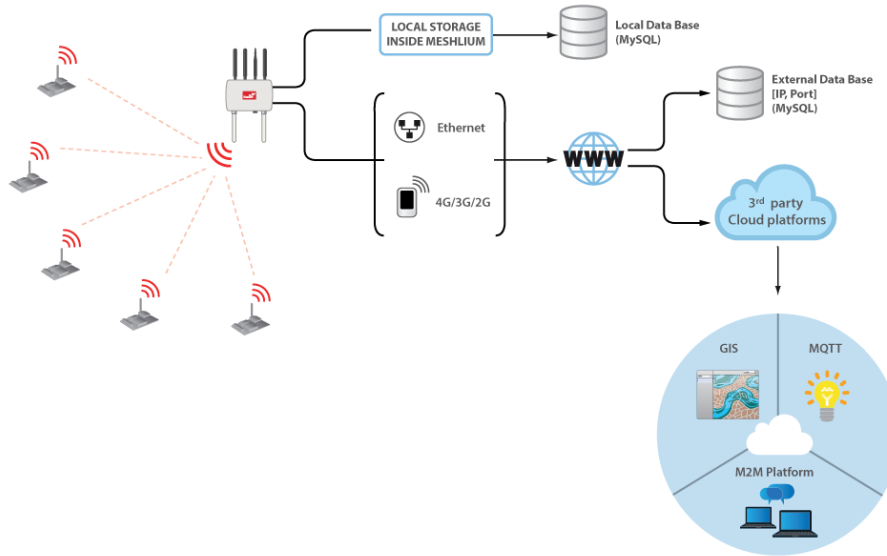 LOCAL STORAGE
INSIDE MESHLIUM
Local Data Base
(MySQL)
External Data Base
[IP, Port]
(MySQL)
Ethernet
WWW
4G/3G/2G
3rd party
Cloud platforms
GIS
MQTT
M2M Platform